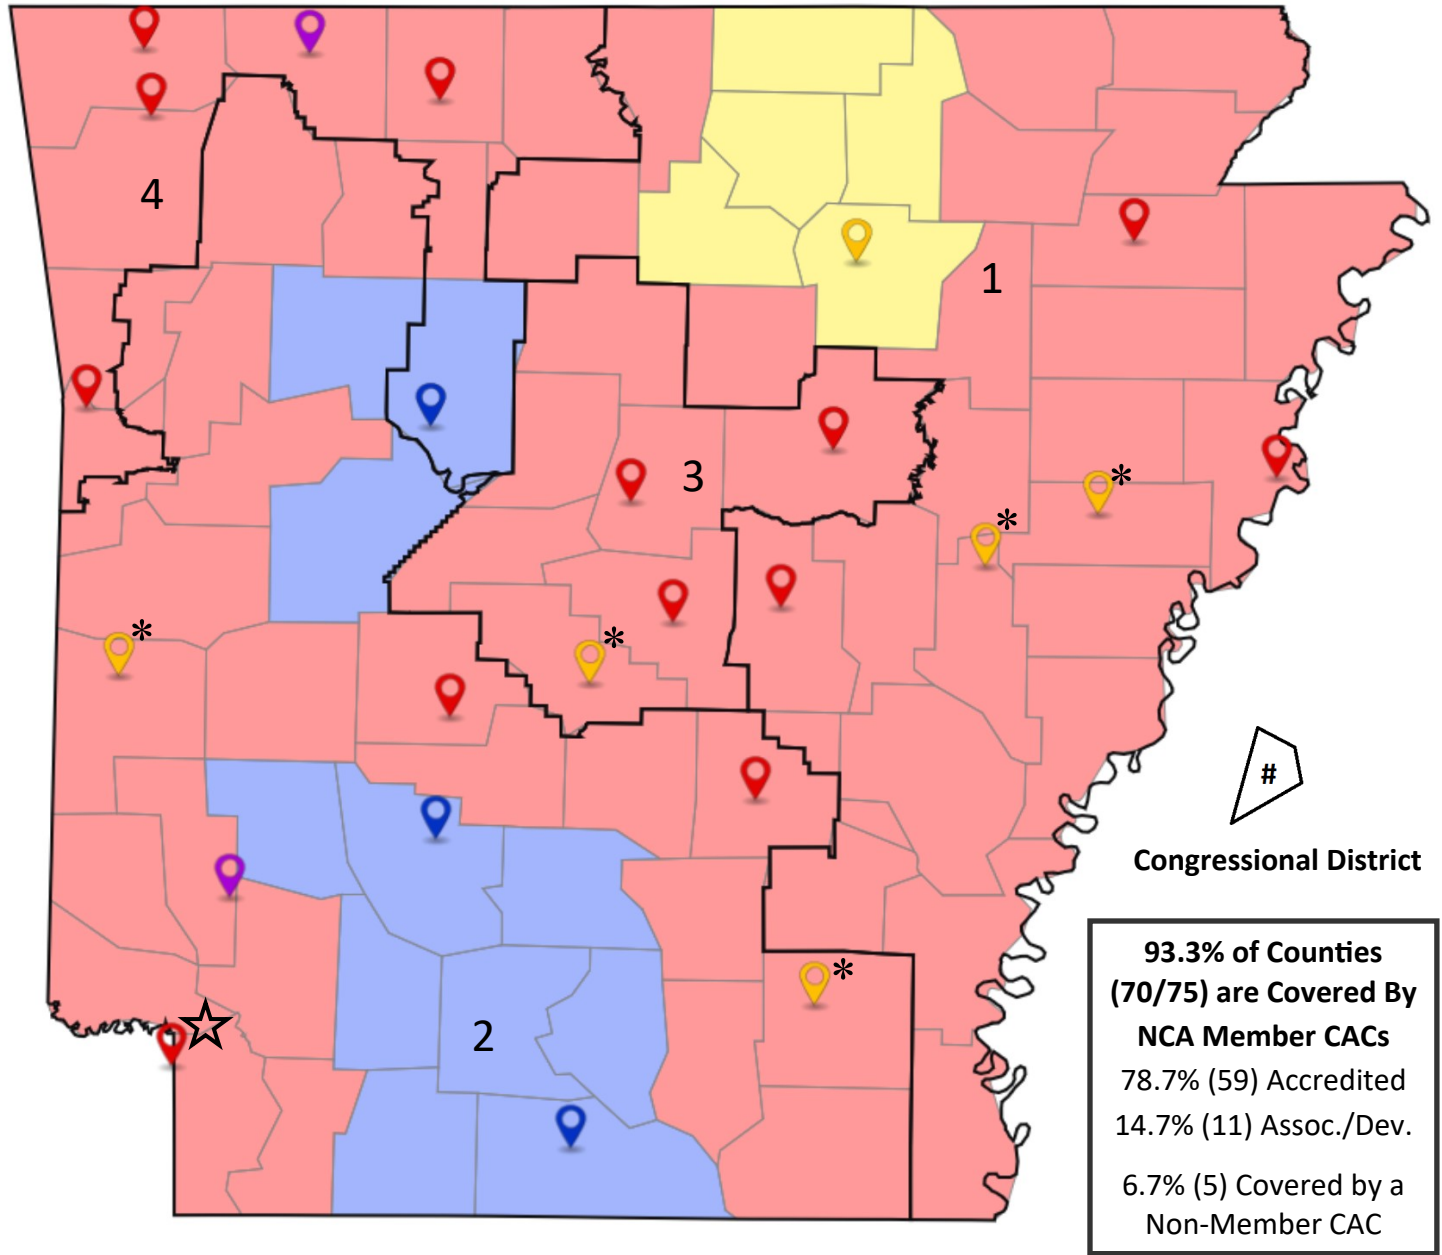 4
1
3
*
*
*
*
#
Congressional District
93.3% of Counties
(70/75) are Covered By
NCA Member CACs
78.7% (59) Accredited
14.7% (11) Assoc./Dev.
6.7% (5) Covered by a
Non-Member CAC
*
2